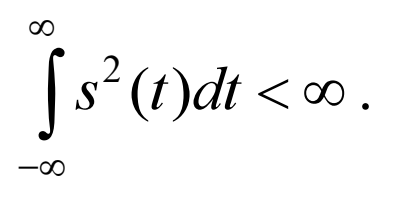 ∫_{-∞}^{∞} s²(t)dt < ∞ .